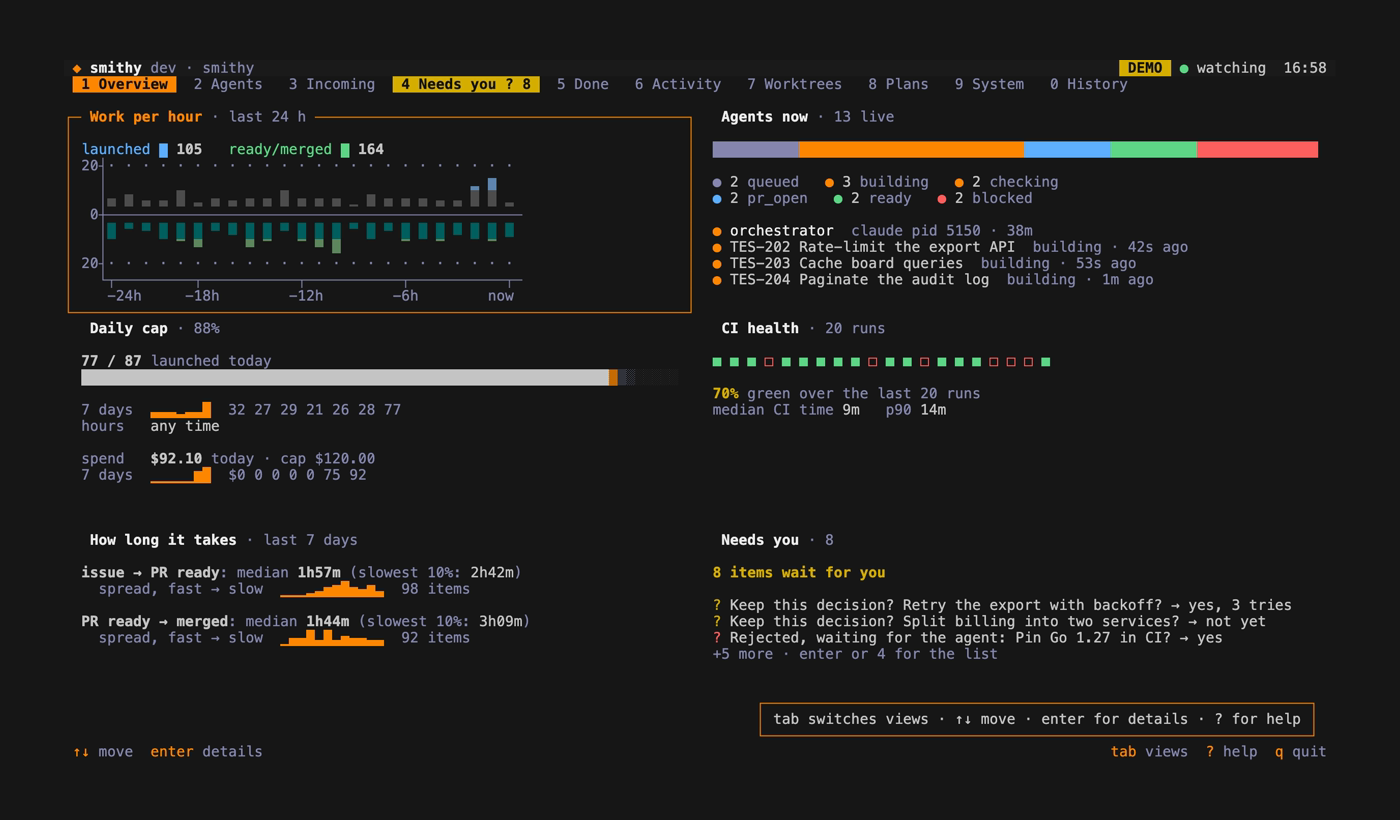 ◆ smithy dev · smithy
DEMO ● watching 16:58
1 Overview 2 Agents 3 Incoming 4 Needs you ? 8 5 Done 6 Activity 7 Worktrees 8 Plans 9 System 0 History
Work per hour · last 24 h
launched 105 ready/merged 164
20
0
20
−24h −18h −12h −6h now
Agents now · 13 live
● 2 queued ● 3 building ● 2 checking
● 2 pr_open ● 2 ready ● 2 blocked
● orchestrator claude pid 5150 · 38m
● TES-202 Rate-limit the export API building · 42s ago
● TES-203 Cache board queries building · 53s ago
● TES-204 Paginate the audit log building · 1m ago
Daily cap · 88%
77 / 87 launched today
7 days 32 27 29 21 26 28 77
hours any time
spend $92.10 today · cap $120.00
7 days $0 0 0 0 0 75 92
CI health · 20 runs
70% green over the last 20 runs
median CI time 9m p90 14m
How long it takes · last 7 days
issue → PR ready: median 1h57m (slowest 10%: 2h42m)
spread, fast → slow 98 items
PR ready → merged: median 1h44m (slowest 10%: 3h09m)
spread, fast → slow 92 items
Needs you · 8
8 items wait for you
? Keep this decision? Retry the export with backoff? → yes, 3 tries
? Keep this decision? Split billing into two services? → not yet
? Rejected, waiting for the agent: Pin Go 1.27 in CI? → yes
+5 more · enter or 4 for the list
tab switches views · ↑↓ move · enter for details · ? for help
↑↓ move enter details
tab views ? help q quit